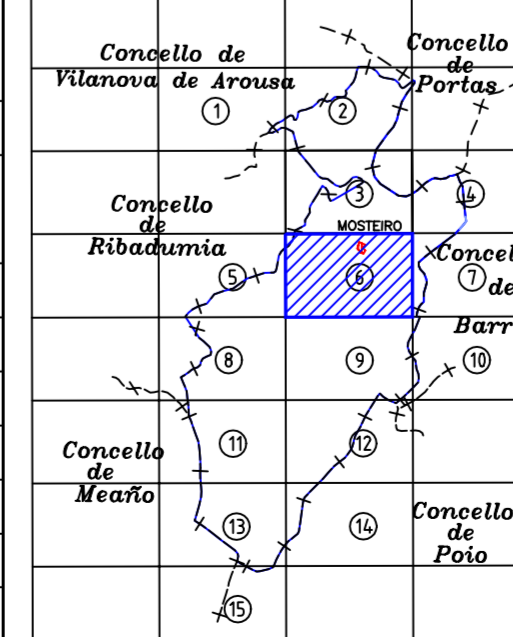 Concello de
Vilanova de Arousa
Concello
de
Portas
1
2
3
4
Concello
de
Ribadumia
MOSTEIRO
5
6
7
Concel
de
Barr
8
9
10
11
12
Concello
de
Meaño
13
14
Concello
de
Poio
15